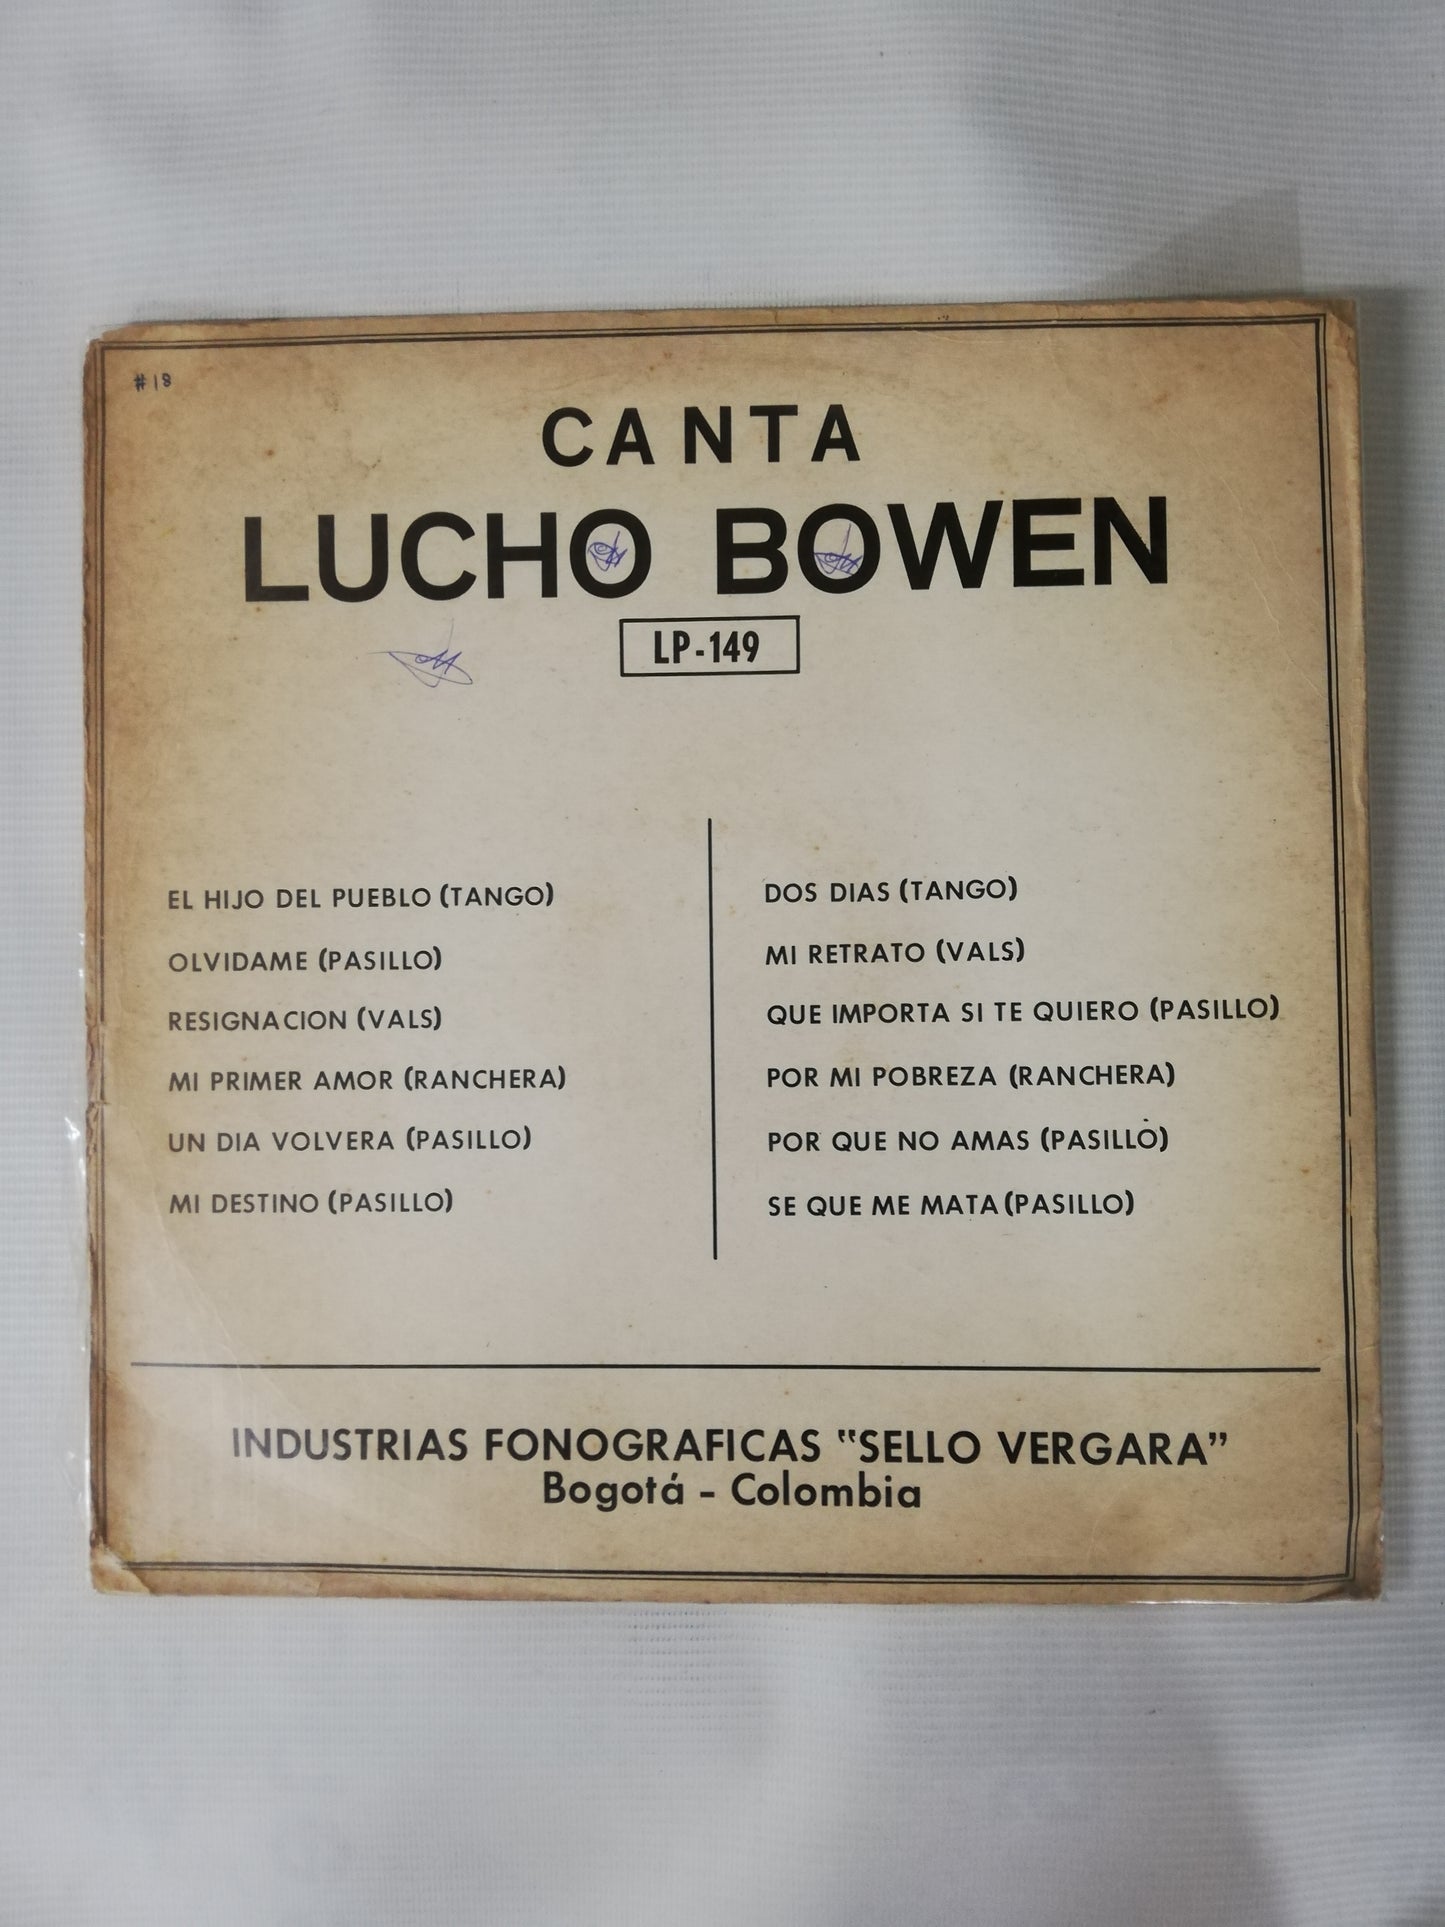 #18
CANTA
LUCHO BOWEN
LP-149
EL HIJO DEL PUEBLO (TANGO)
OLVIDAME (PASILLO)
RESIGNACION (VALS)
MI PRIMER AMOR (RANCHERA)
UN DIA VOLVERA (PASILLO)
MI DESTINO (PASILLO)
DOS DIAS (TANGO)
MI RETRATO (VALS)
QUE IMPORTA SI TE QUIERO (PASILLO)
POR MI POBREZA (RANCHERA)
POR QUE NO AMAS (PASILLO)
SE QUE ME MATA (PASILLO)
INDUSTRIAS FONOGRAFICAS "SELLO VERGARA"
Bogotá - Colombia